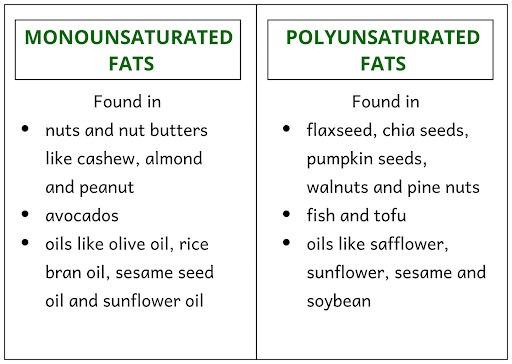 MONOUNSATURATED
FATS
Found in
• nuts and nut butters
like cashew, almond
and peanut
• avocados
• oils like olive oil, rice
bran oil, sesame seed
oil and sunflower oil
POLYUNSATURATED
FATS
Found in
• flaxseed, chia seeds,
pumpkin seeds,
walnuts and pine nuts
• fish and tofu
• oils like safflower,
sunflower, sesame and
soybean